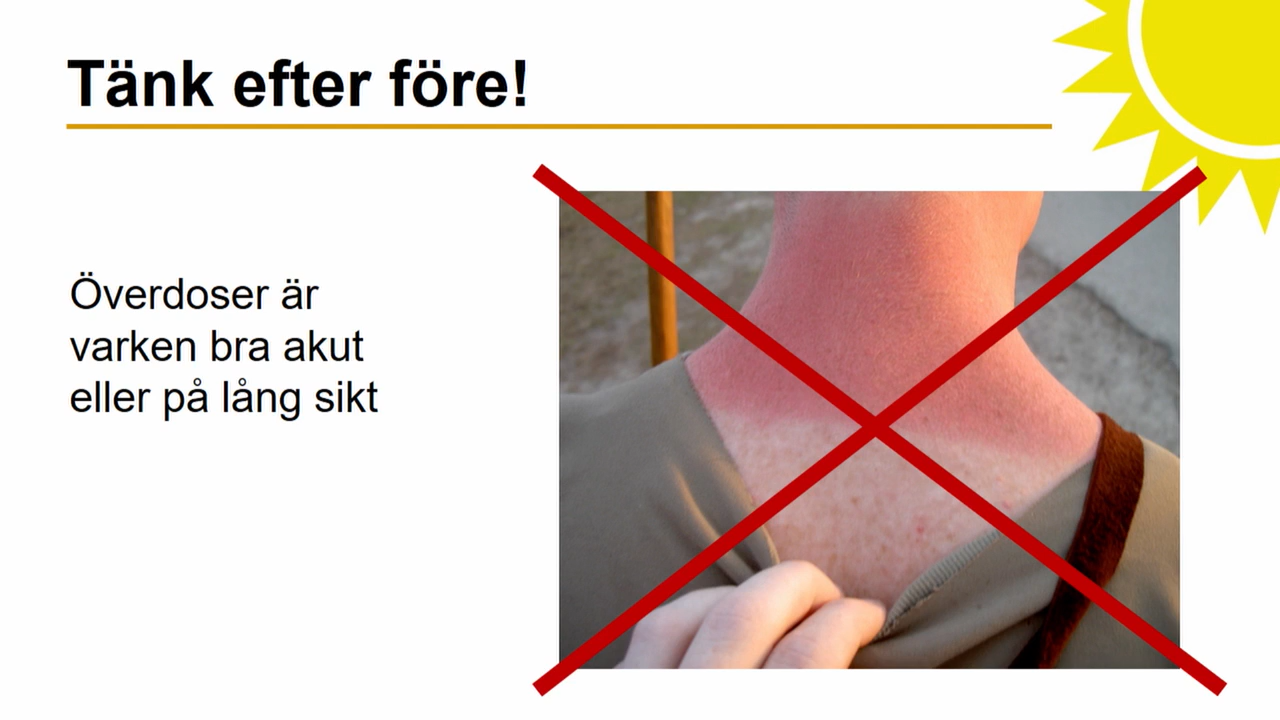 Tänk efter före!
Överdoser är
varken bra akut
eller på lång sikt